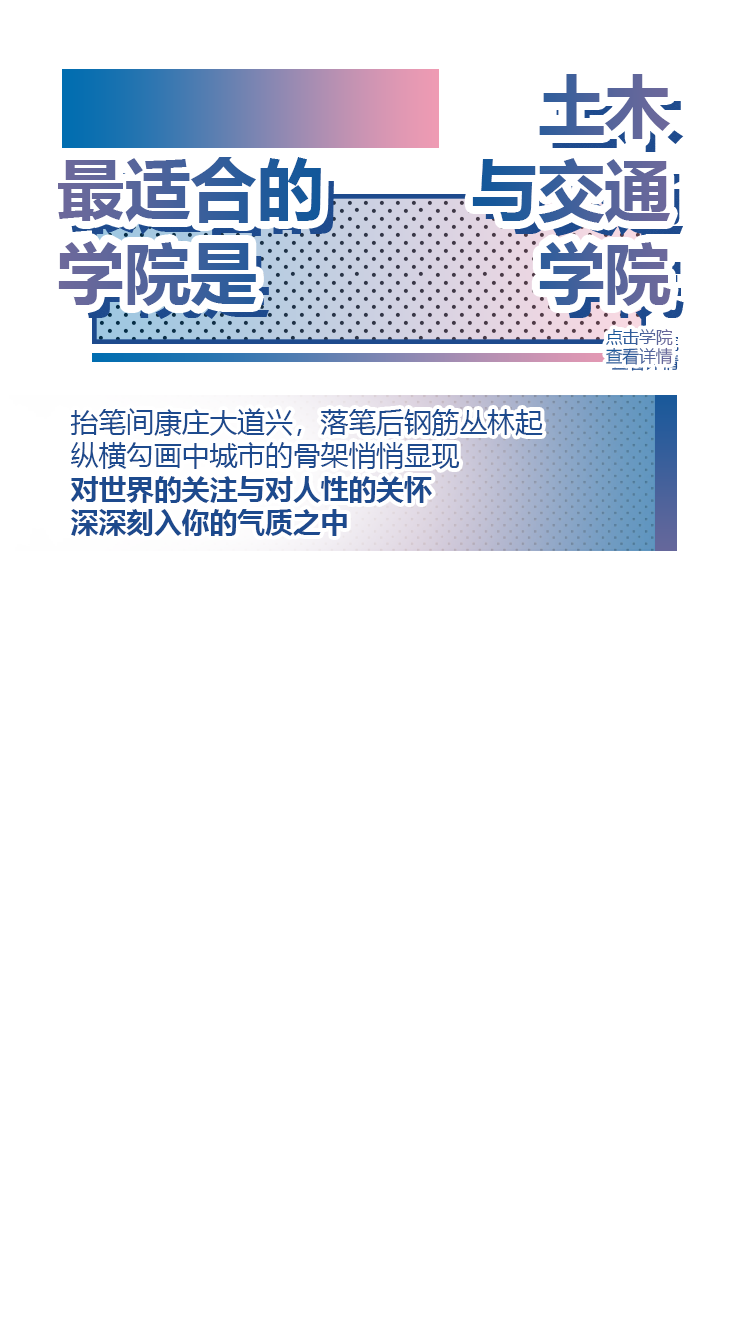 最适合的
学院是
土木
与交通
学院
点击学院
查看详情
抬笔间康庄大道兴，落笔后钢筋丛林起
纵横勾画中城市的骨架悄悄显现
对世界的关注与对人性的关怀
深深刻入你的气质之中